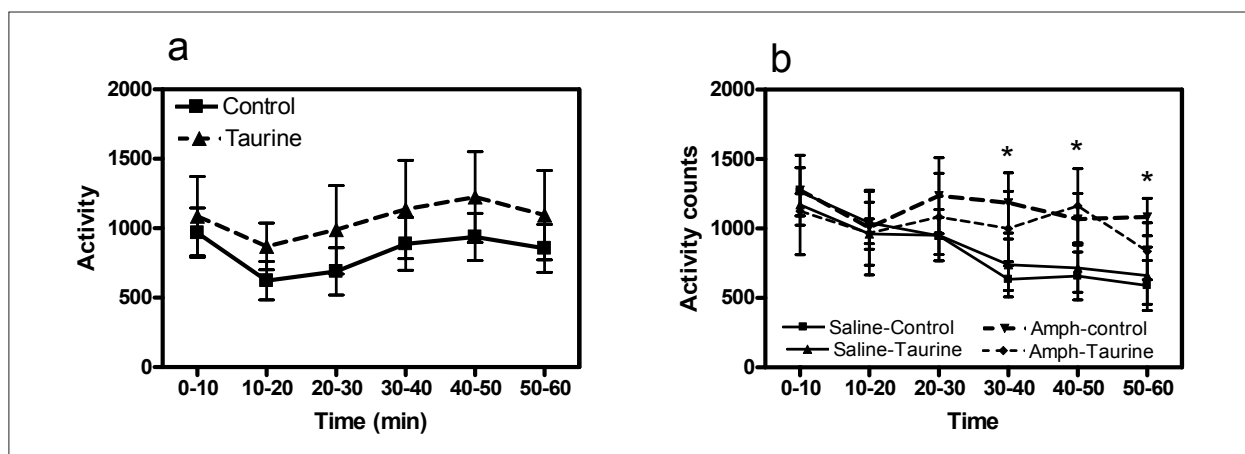 a
2000
1500
1000
500
0
Activity
Control
Taurine
0-10 10-20 20-30 30-40 40-50 50-60
Time (min)
b
2000
1500
1000
500
0
Activity counts
* * *
Saline-Control Amph-control
Saline-Taurine Amph-Taurine
0-10 10-20 20-30 30-40 40-50 50-60
Time